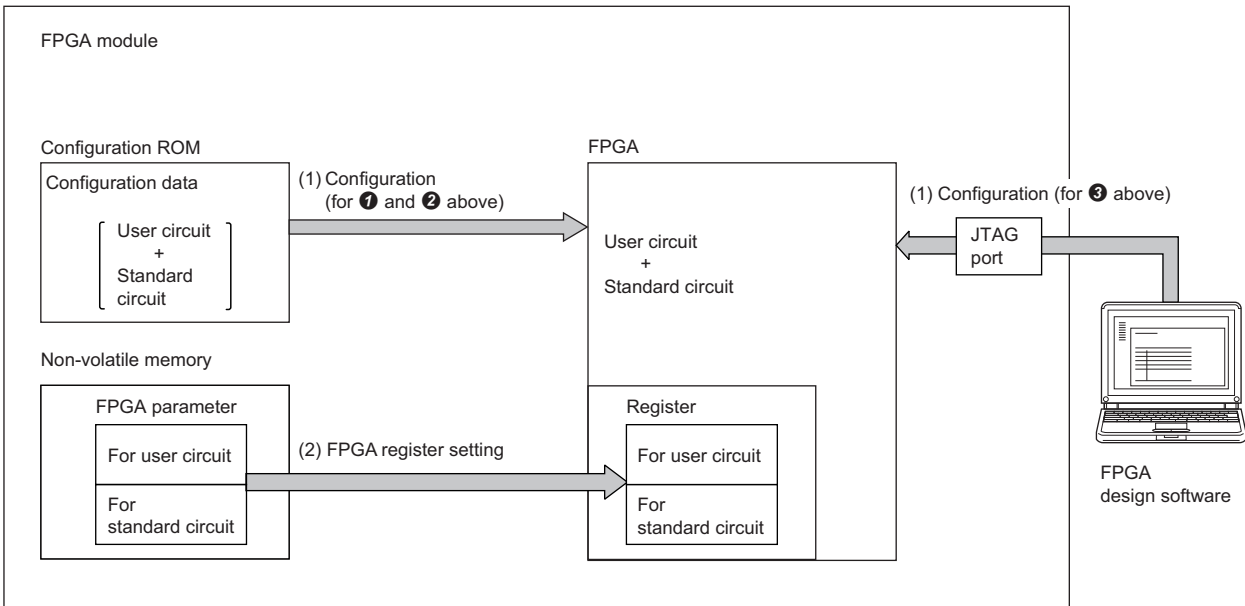 FPGA module
Configuration ROM
Configuration data
User circuit
+
Standard
circuit
(1) Configuration
(for ❶ and ❷ above)
FPGA
User circuit
+
Standard circuit
(1) Configuration (for ❸ above)
JTAG
port
Non-volatile memory
FPGA parameter
For user circuit
For
standard circuit
(2) FPGA register setting
Register
For user circuit
For
standard circuit
FPGA
design software